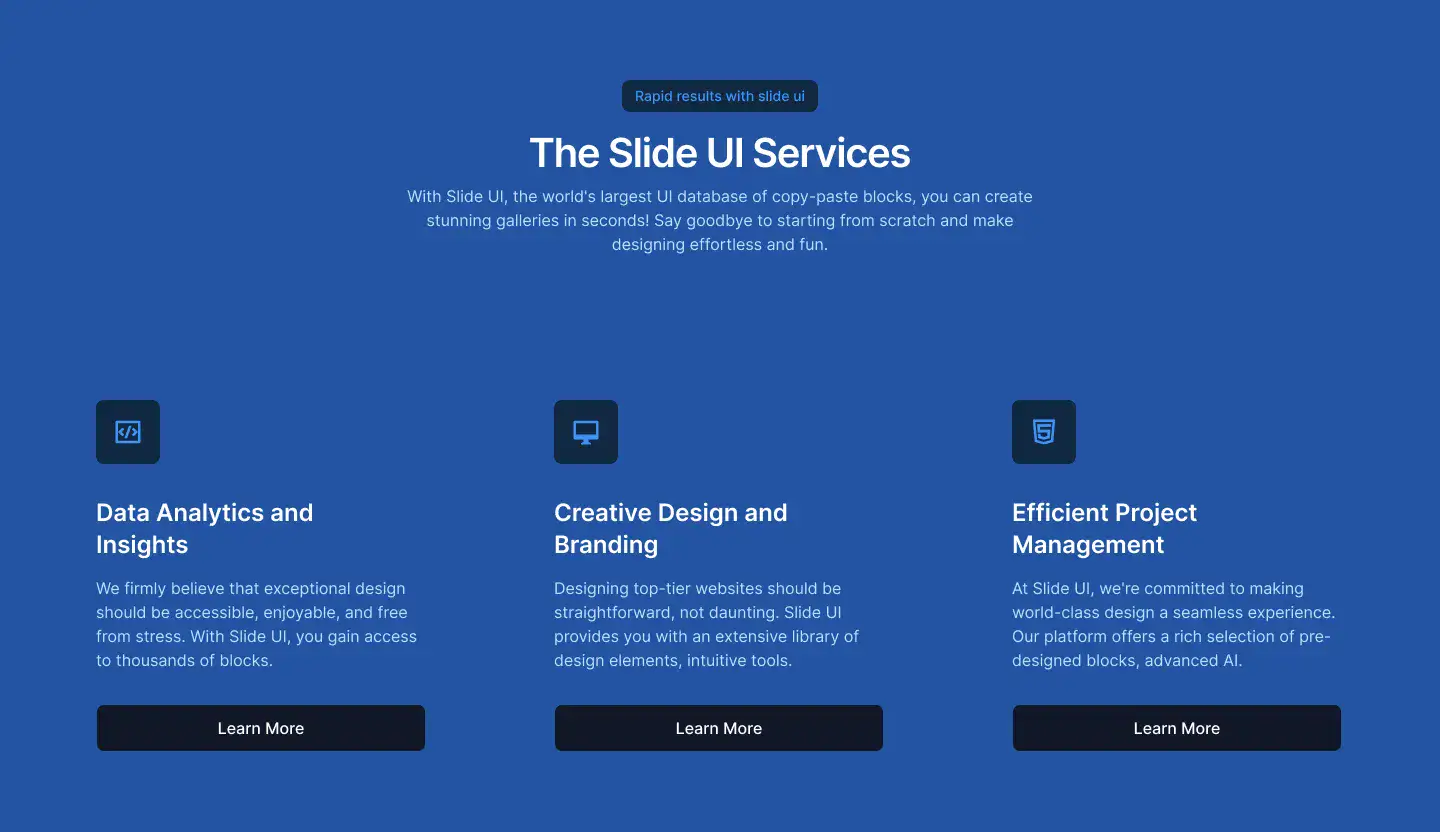 Rapid results with slide ui
The Slide UI Services
With Slide UI, the world's largest UI database of copy-paste blocks, you can create
stunning galleries in seconds! Say goodbye to starting from scratch and make
designing effortless and fun.
Data Analytics and
Insights
We firmly believe that exceptional design
should be accessible, enjoyable, and free
from stress. With Slide UI, you gain access
to thousands of blocks.
Learn More
Creative Design and
Branding
Designing top-tier websites should be
straightforward, not daunting. Slide UI
provides you with an extensive library of
design elements, intuitive tools.
Learn More
Efficient Project
Management
At Slide UI, we're committed to making
world-class design a seamless experience.
Our platform offers a rich selection of pre-
designed blocks, advanced AI.
Learn More